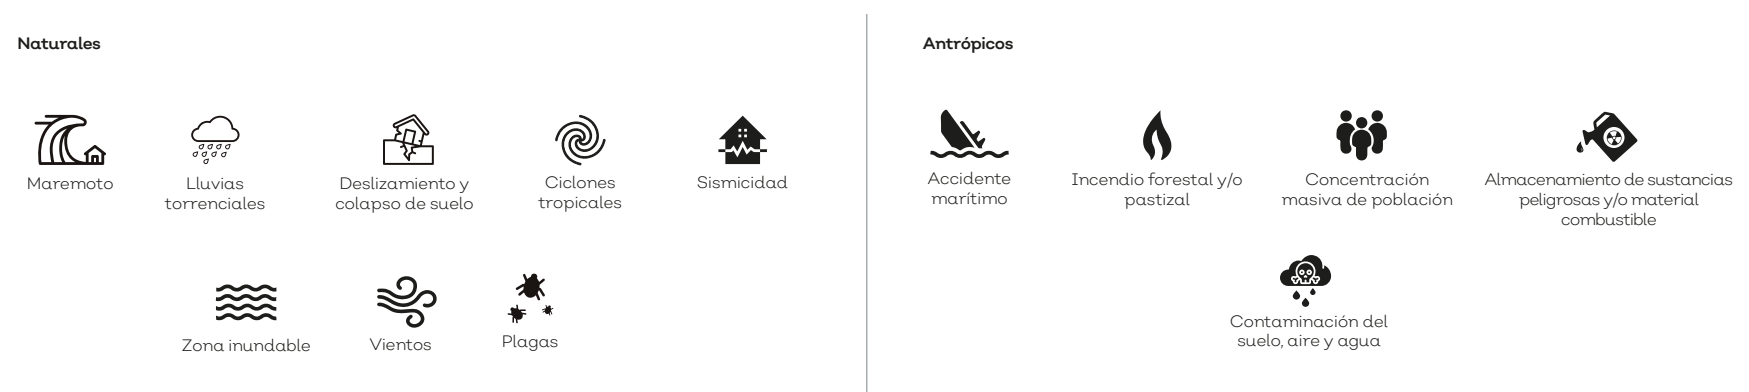 Naturales
Maremoto
Lluvias
torrenciales
Deslizamiento y
colapso de suelo
Ciclones
tropicales
Sismicidad
Zona inundable
Vientos
Plagas
Antrópicos
Accidente
marítimo
Incendio forestal y/o
pastizal
Concentración
masiva de población
Almacenamiento de sustancias
peligrosas y/o material
combustible
Contaminación del
suelo, aire y agua